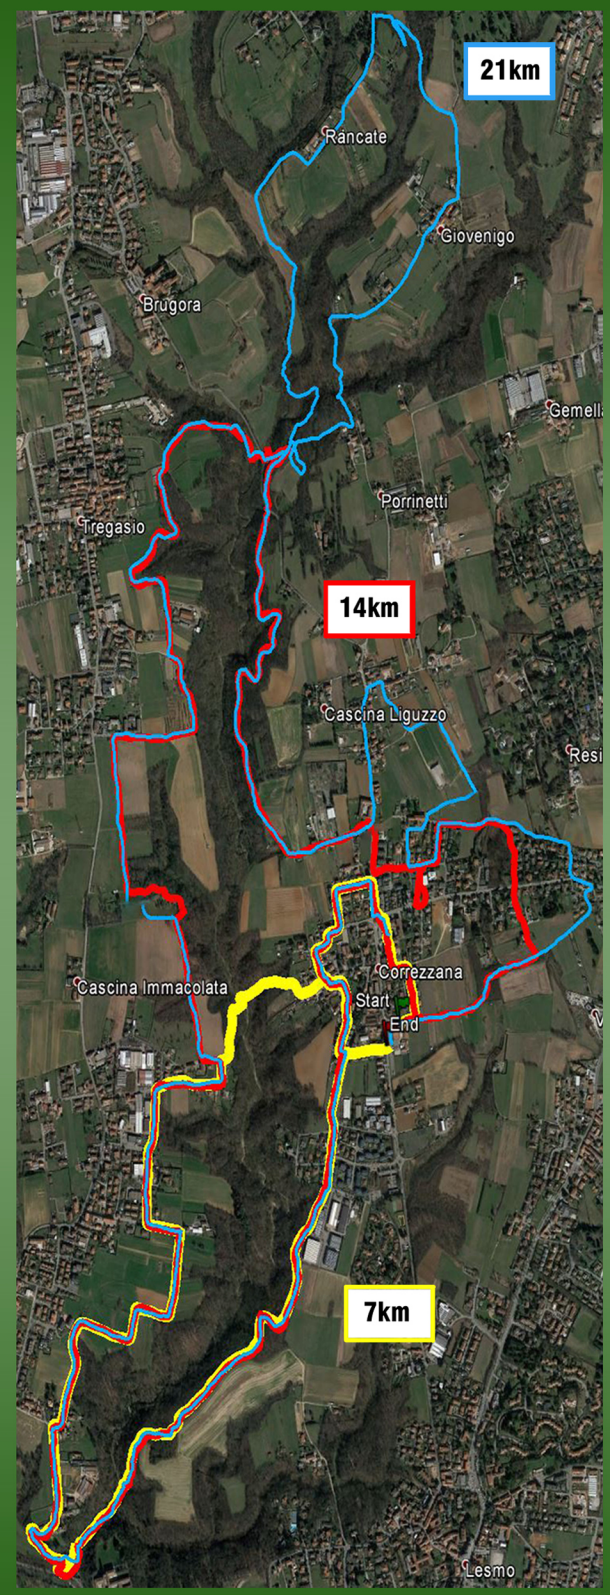 21km
Rancate
Giovenigo
Brugora
Gemell
Porrinetti
Tregasio
14km
Cascina Liguzzo
Resi
Correzzana
Cascina Immacolata
Start
End
V
7km
Lesmo